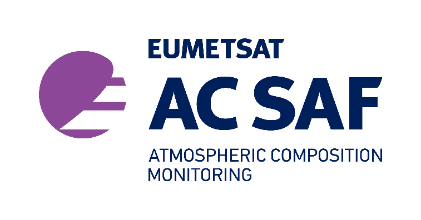 EUMETSAT
AC SAF
ATMOSPHERIC COMPOSITION
MONITORING